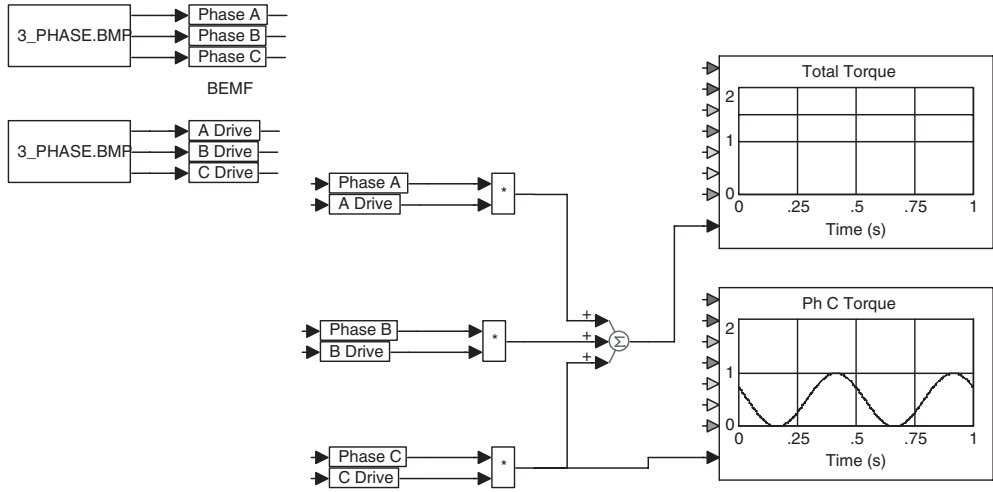 3_PHASE.BMP
Phase A
Phase B
Phase C
BEMF
3_PHASE.BMP
A Drive
B Drive
C Drive
Phase A
A Drive
*
Phase B
B Drive
*
Phase C
C Drive
*
+
+
+
Σ
Total Torque
2
1
0
0 .25 .5 .75 1
Time (s)
Ph C Torque
2
1
0
0 .25 .5 .75 1
Time (s)